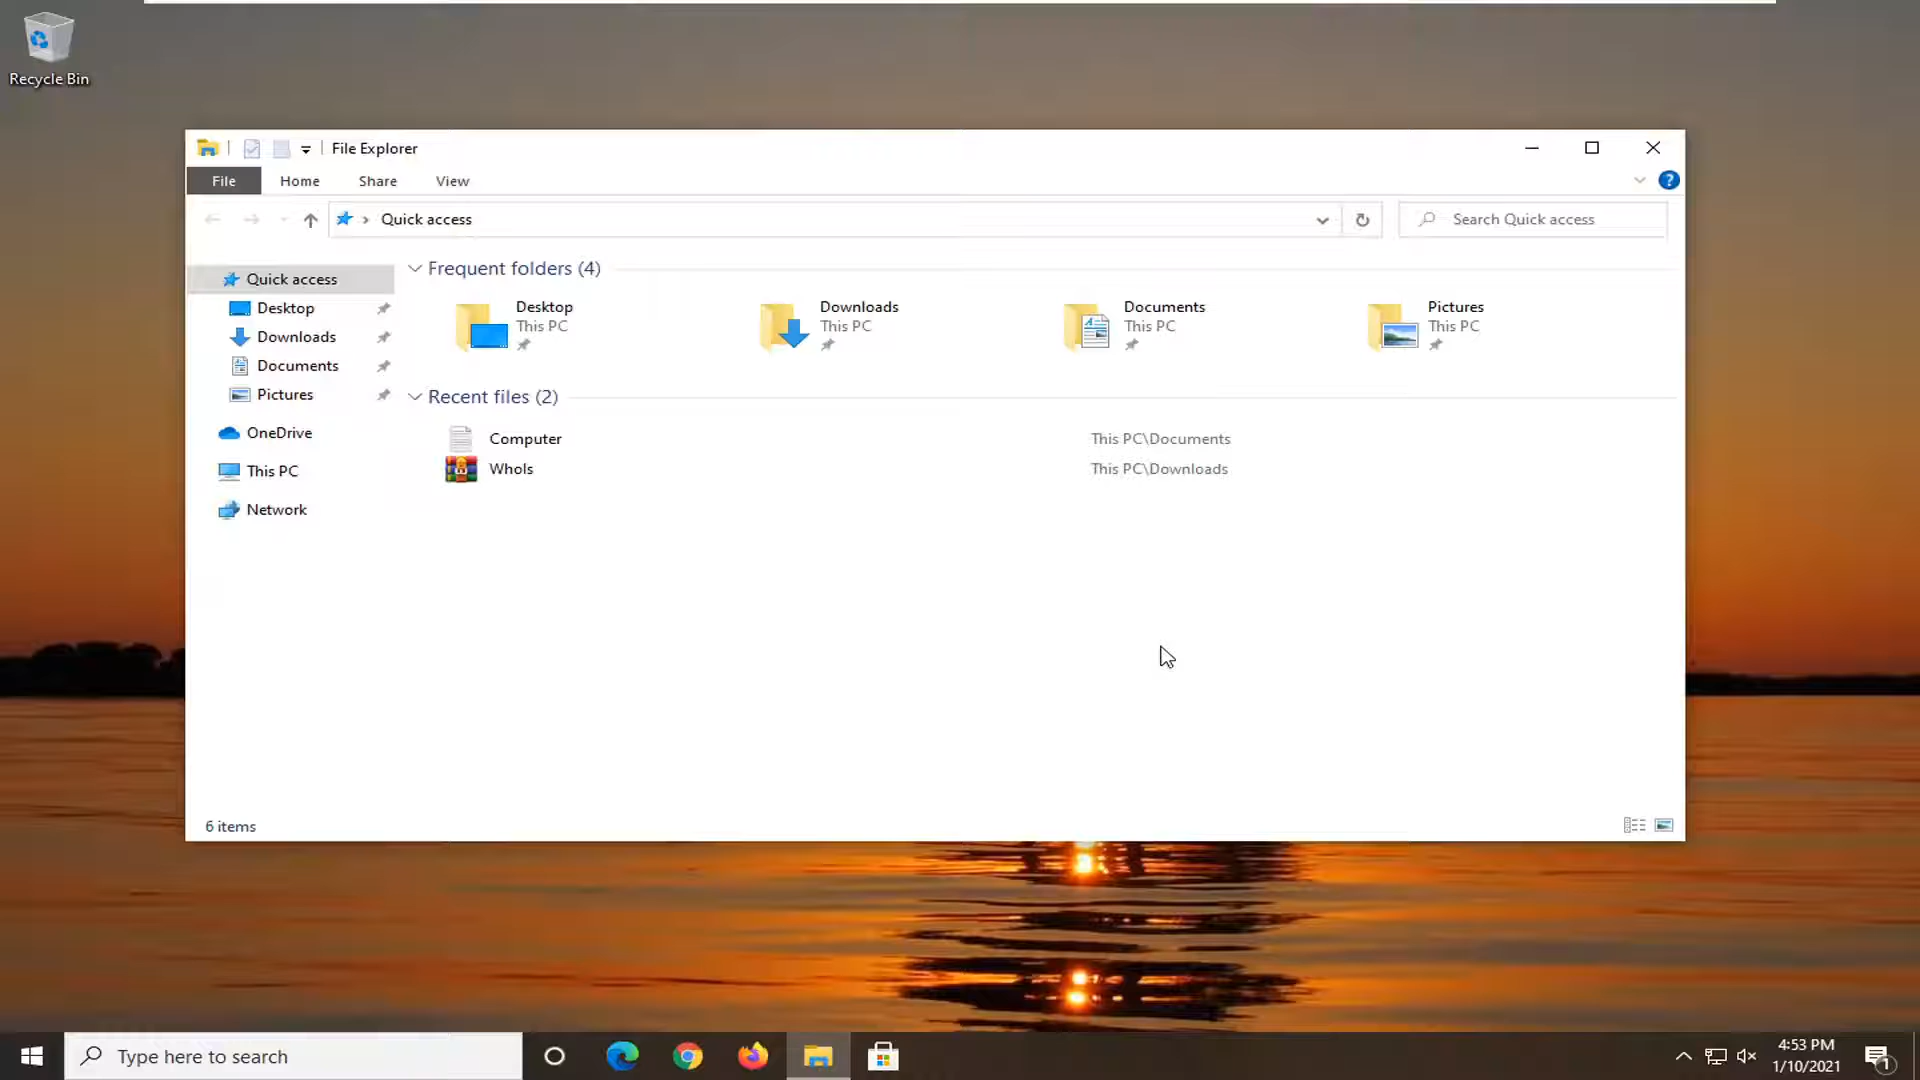 Recycle Bin
File Explorer
File Home Share View
Quick access
Search Quick access
Quick access
Desktop
Downloads
Documents
Pictures
OneDrive
This PC
Network
Frequent folders (4)
Desktop
This PC
Downloads
This PC
Documents
This PC
Pictures
This PC
Recent files (2)
Computer This PC\Documents
WhoIs This PC\Downloads
6 items
Type here to search
4:53 PM
1/10/2021
1